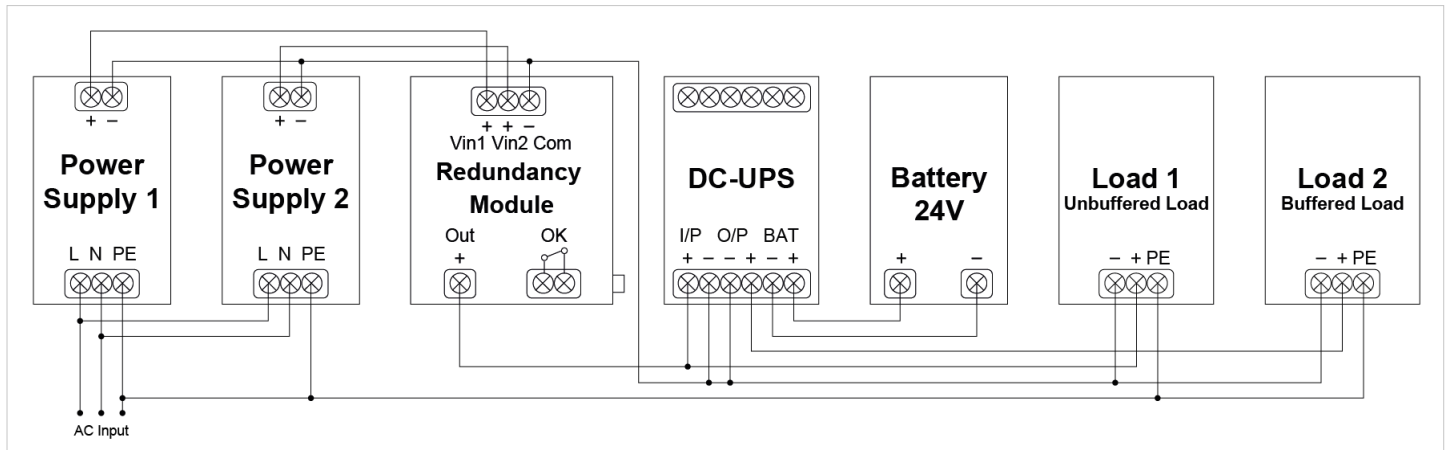 + −
Power
Supply 1
L N PE
AC Input
+ −
Power
Supply 2
L N PE
+ + −
Vin1 Vin2 Com
Redundancy
Module
Out OK
+
DC-UPS
I/P O/P BAT
+ − − + − +
Battery
24V
+ −
Load 1
Unbuffered Load
− + PE
Load 2
Buffered Load
− + PE